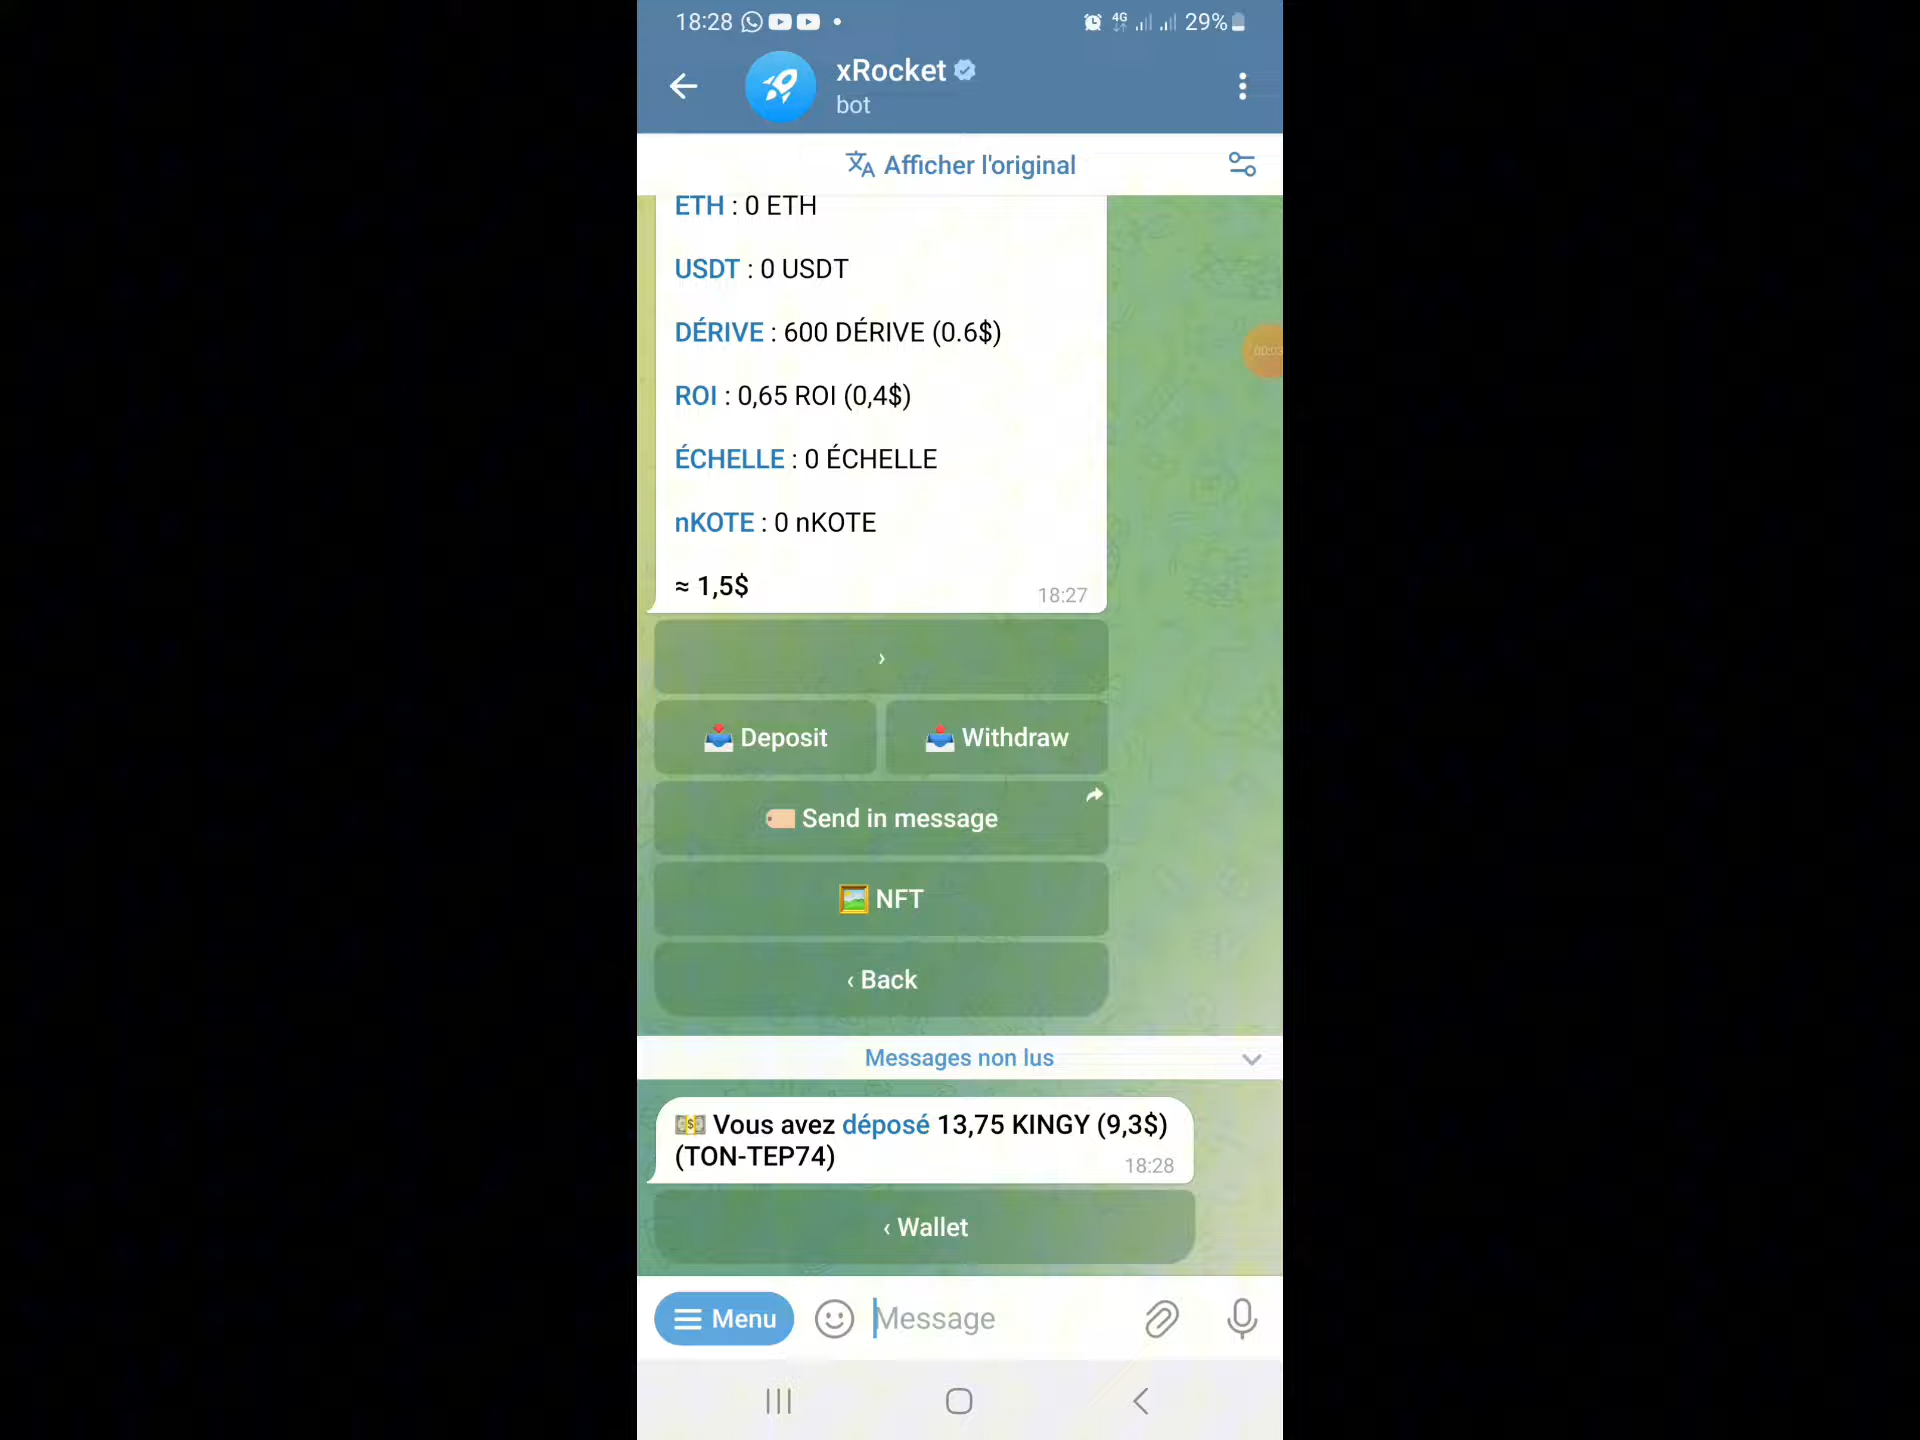 18:28
4G
29%
xRocket
bot
Afficher l'original
ETH : 0 ETH
USDT : 0 USDT
DÉRIVE : 600 DÉRIVE (0.6$)
00:03
ROI : 0,65 ROI (0,4$)
ÉCHELLE : 0 ÉCHELLE
nKOTE : 0 nKOTE
≈ 1,5$
18:27
›
Deposit
Withdraw
Send in message
NFT
‹ Back
Messages non lus
Vous avez déposé 13,75 KINGY (9,3$)
(TON-TEP74)
18:28
‹ Wallet
Menu
Message